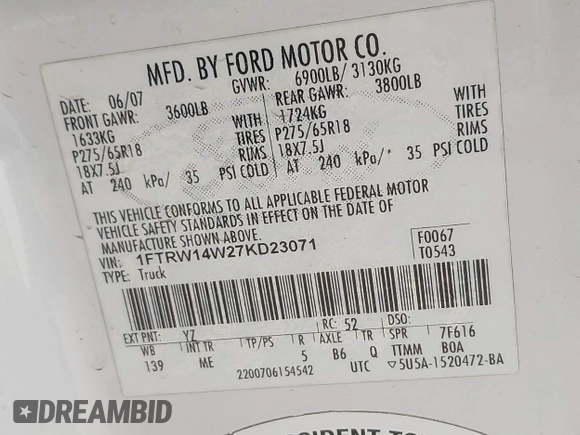 MFD. BY FORD MOTOR CO.
DATE: 06/07 GVWR: 6900LB/ 3130KG
FRONT GAWR: 3600LB REAR GAWR: 3800LB
1633KG WITH 1724KG WITH
P275/65R18 TIRES P275/65R18 TIRES
18X7.5J RIMS 18X7.5J RIMS
AT 240 kPa/ 35 PSI COLD AT 240 kPa/ 35 PSI COLD
THIS VEHICLE CONFORMS TO ALL APPLICABLE FEDERAL MOTOR
VEHICLE SAFETY STANDARDS IN EFFECT ON THE DATE OF
MANUFACTURE SHOWN ABOVE.
VIN: 1FTRW14W27KD23071 F0067
TYPE: Truck T0543
EXT PNT: YZ RC: 52 DSO:
WB INT TR TP/PS R AXLE TR SPR 7F616
139 ME 5 B6 Q TTMM BOA
2200706154542 UTC ▽5U5A-1520472-BA
DREAMBID